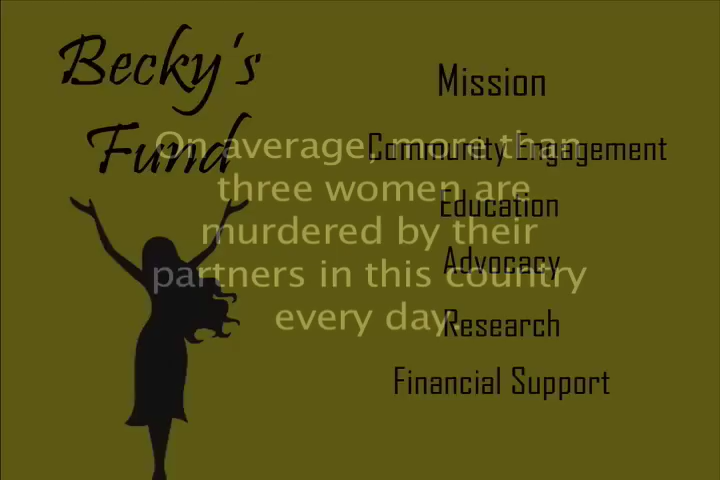 Becky's
Fund
Mission
Community Engagement
Education
Advocacy
Research
Financial Support
On average, more than
three women are
murdered by their
partners in this country
every day.